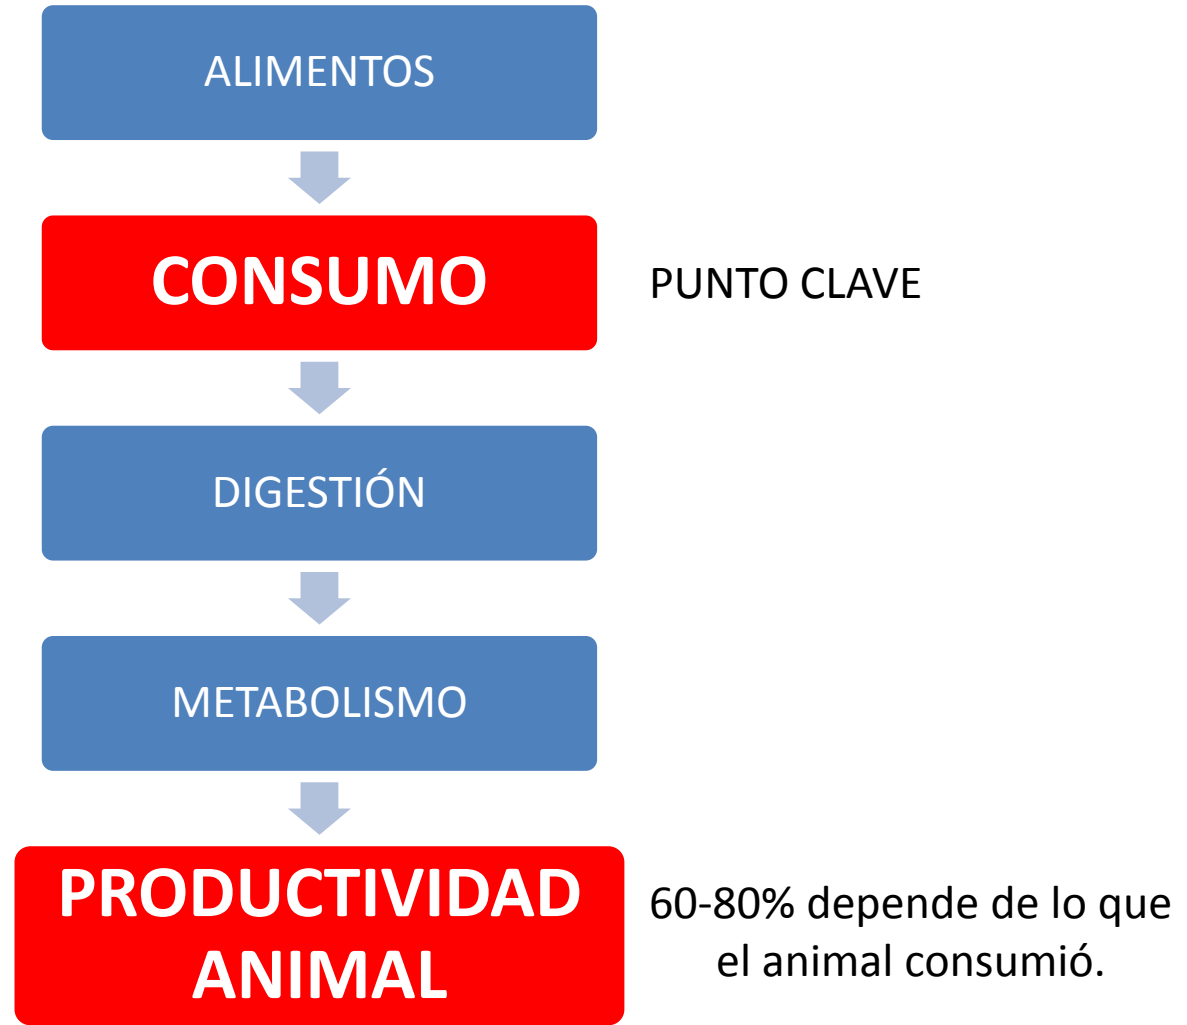 ALIMENTOS
CONSUMO
PUNTO CLAVE
DIGESTIÓN
METABOLISMO
PRODUCTIVIDAD
ANIMAL
60-80% depende de lo que
el animal consumió.